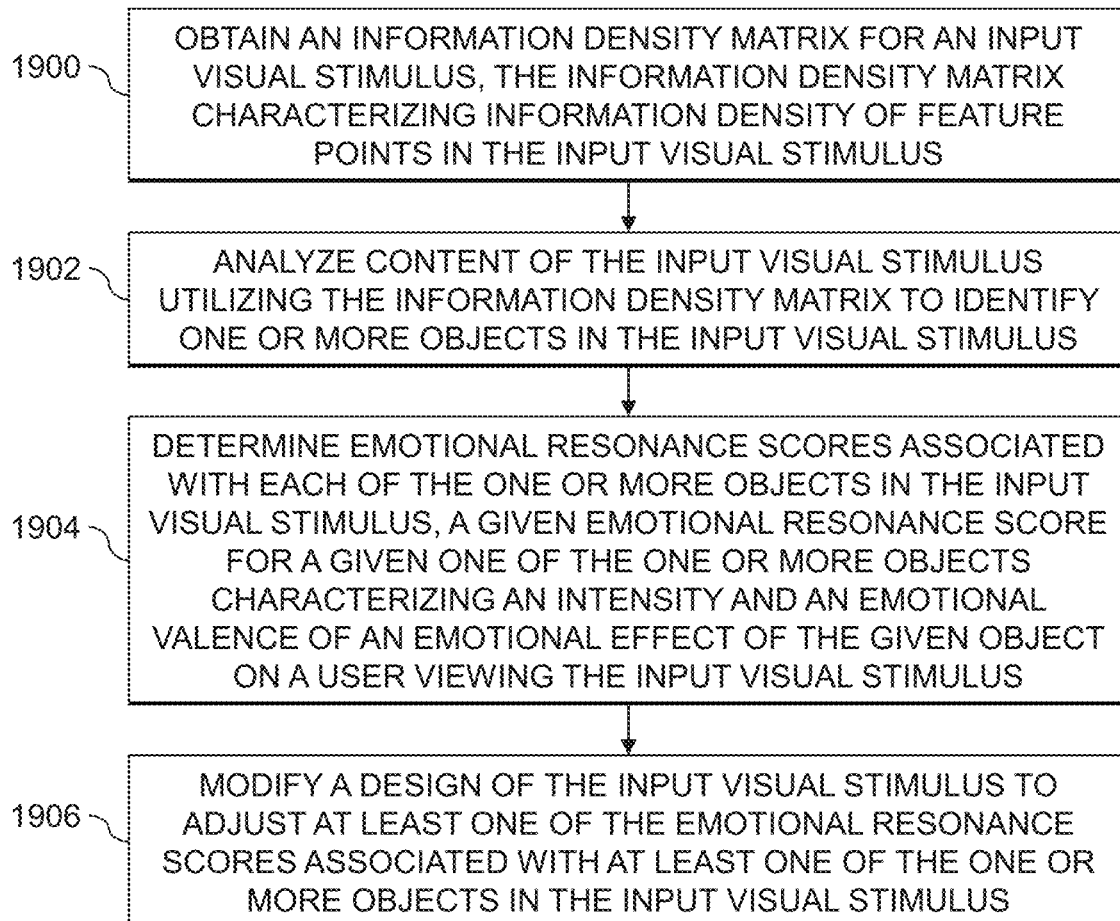 1900
OBTAIN AN INFORMATION DENSITY MATRIX FOR AN INPUT
VISUAL STIMULUS, THE INFORMATION DENSITY MATRIX
CHARACTERIZING INFORMATION DENSITY OF FEATURE
POINTS IN THE INPUT VISUAL STIMULUS
1902
ANALYZE CONTENT OF THE INPUT VISUAL STIMULUS
UTILIZING THE INFORMATION DENSITY MATRIX TO IDENTIFY
ONE OR MORE OBJECTS IN THE INPUT VISUAL STIMULUS
1904
DETERMINE EMOTIONAL RESONANCE SCORES ASSOCIATED
WITH EACH OF THE ONE OR MORE OBJECTS IN THE INPUT
VISUAL STIMULUS, A GIVEN EMOTIONAL RESONANCE SCORE
FOR A GIVEN ONE OF THE ONE OR MORE OBJECTS
CHARACTERIZING AN INTENSITY AND AN EMOTIONAL
VALENCE OF AN EMOTIONAL EFFECT OF THE GIVEN OBJECT
ON A USER VIEWING THE INPUT VISUAL STIMULUS
1906
MODIFY A DESIGN OF THE INPUT VISUAL STIMULUS TO
ADJUST AT LEAST ONE OF THE EMOTIONAL RESONANCE
SCORES ASSOCIATED WITH AT LEAST ONE OF THE ONE OR
MORE OBJECTS IN THE INPUT VISUAL STIMULUS